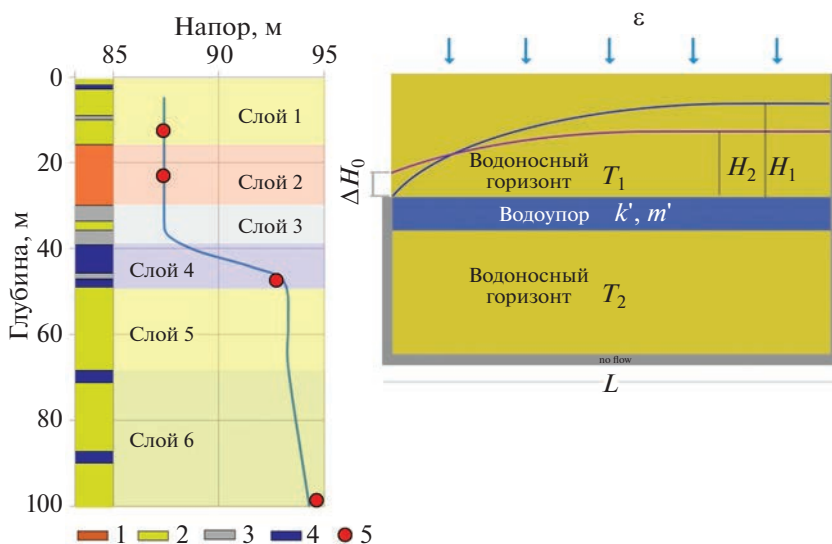 Напор, м
85 90 95
Глубина, м
0
20
40
60
80
100
Слой 1
Слой 2
Слой 3
Слой 4
Слой 5
Слой 6
1 2 3 4 5
ε
ΔH₀
Водоносный горизонт T₁
H₂ H₁
Водоупор k', m'
Водоносный горизонт T₂
no flow
L